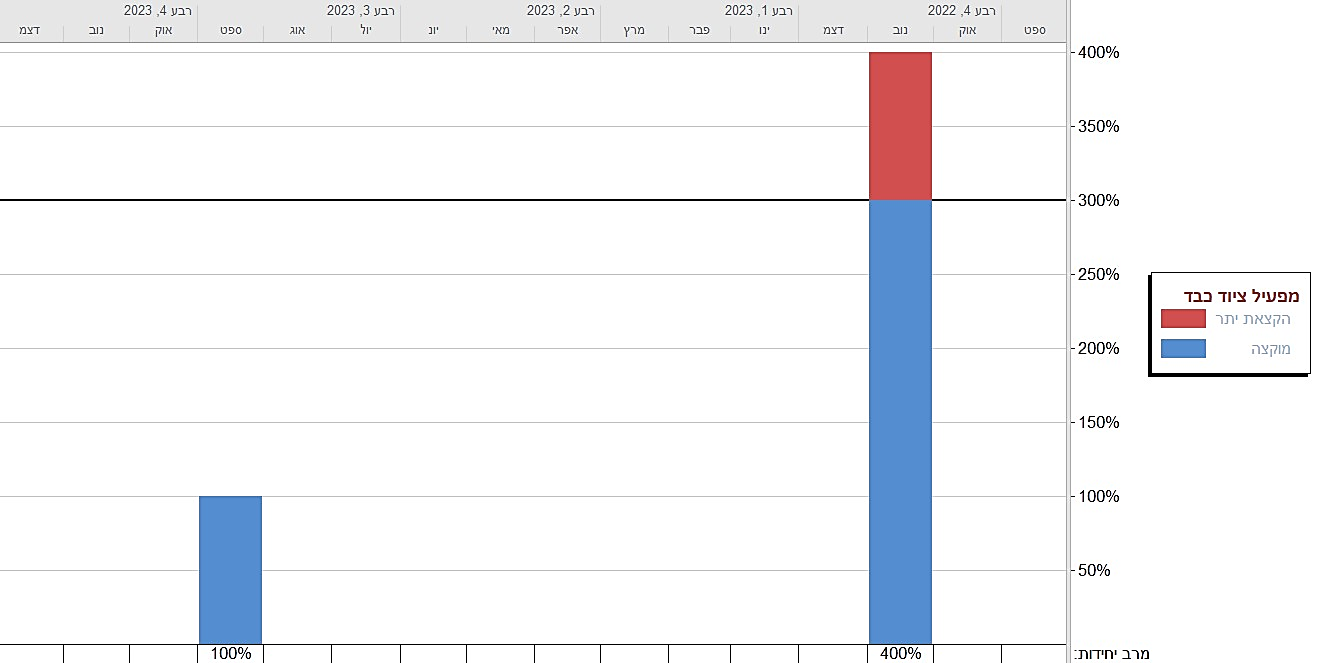 רבע 4, 2022 רבע 1, 2023 רבע 2, 2023 רבע 3, 2023 רבע 4, 2023
ספט אוק נוב דצמ ינו פבר מרץ אפר מאי יונ יול אוג ספט אוק נוב דצמ
400%
350%
300%
250%
200%
150%
100%
50%
מפעיל ציוד כבד
הקצאת יתר
מוקצה
מרב יחידות: 400% 100%